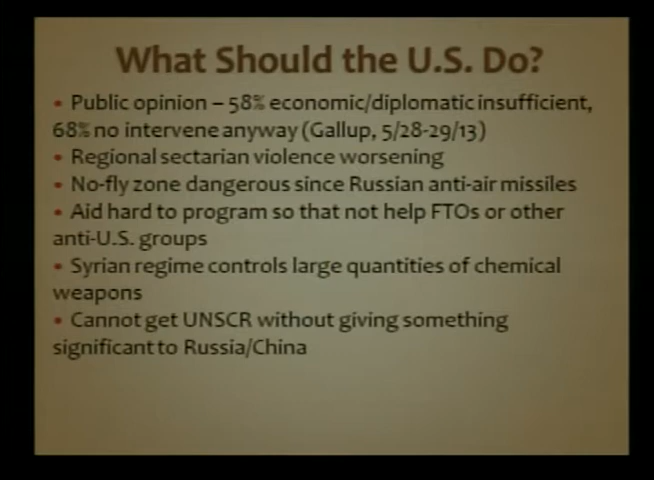 What Should the U.S. Do?
• Public opinion – 58% economic/diplomatic insufficient,
68% no intervene anyway (Gallup, 5/28-29/13)
• Regional sectarian violence worsening
• No-fly zone dangerous since Russian anti-air missiles
• Aid hard to program so that not help FTOs or other
anti-U.S. groups
• Syrian regime controls large quantities of chemical
weapons
• Cannot get UNSCR without giving something
significant to Russia/China